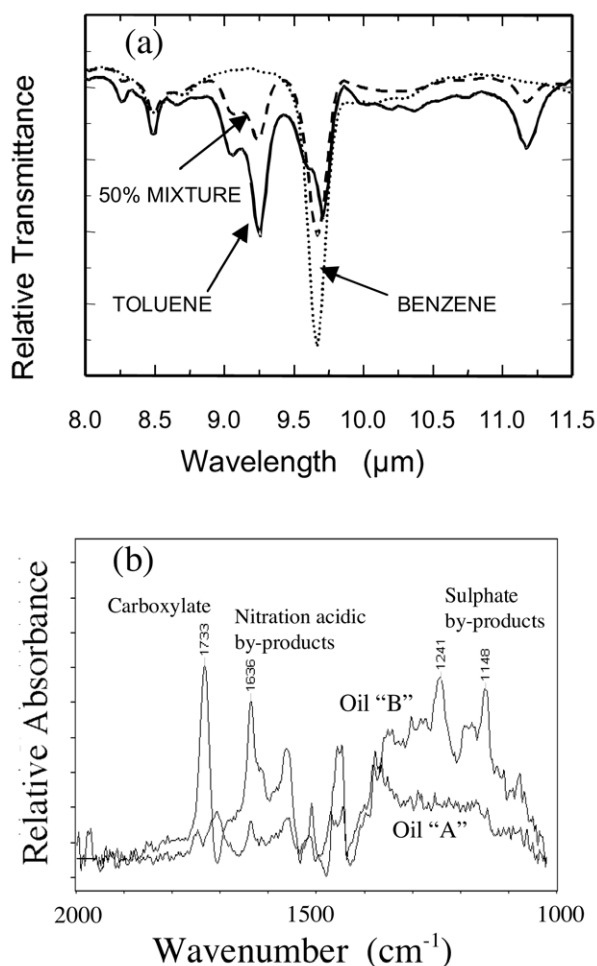 (a)
Relative Transmittance
50% MIXTURE
TOLUENE
BENZENE
8.0 8.5 9.0 9.5 10.0 10.5 11.0 11.5
Wavelength (μm)
(b)
Relative Absorbance
Carboxylate
1733
Nitration acidic
by-products
1636
Sulphate
by-products
1241
1148
Oil “B”
Oil “A”
2000 1500 1000
Wavenumber (cm⁻¹)